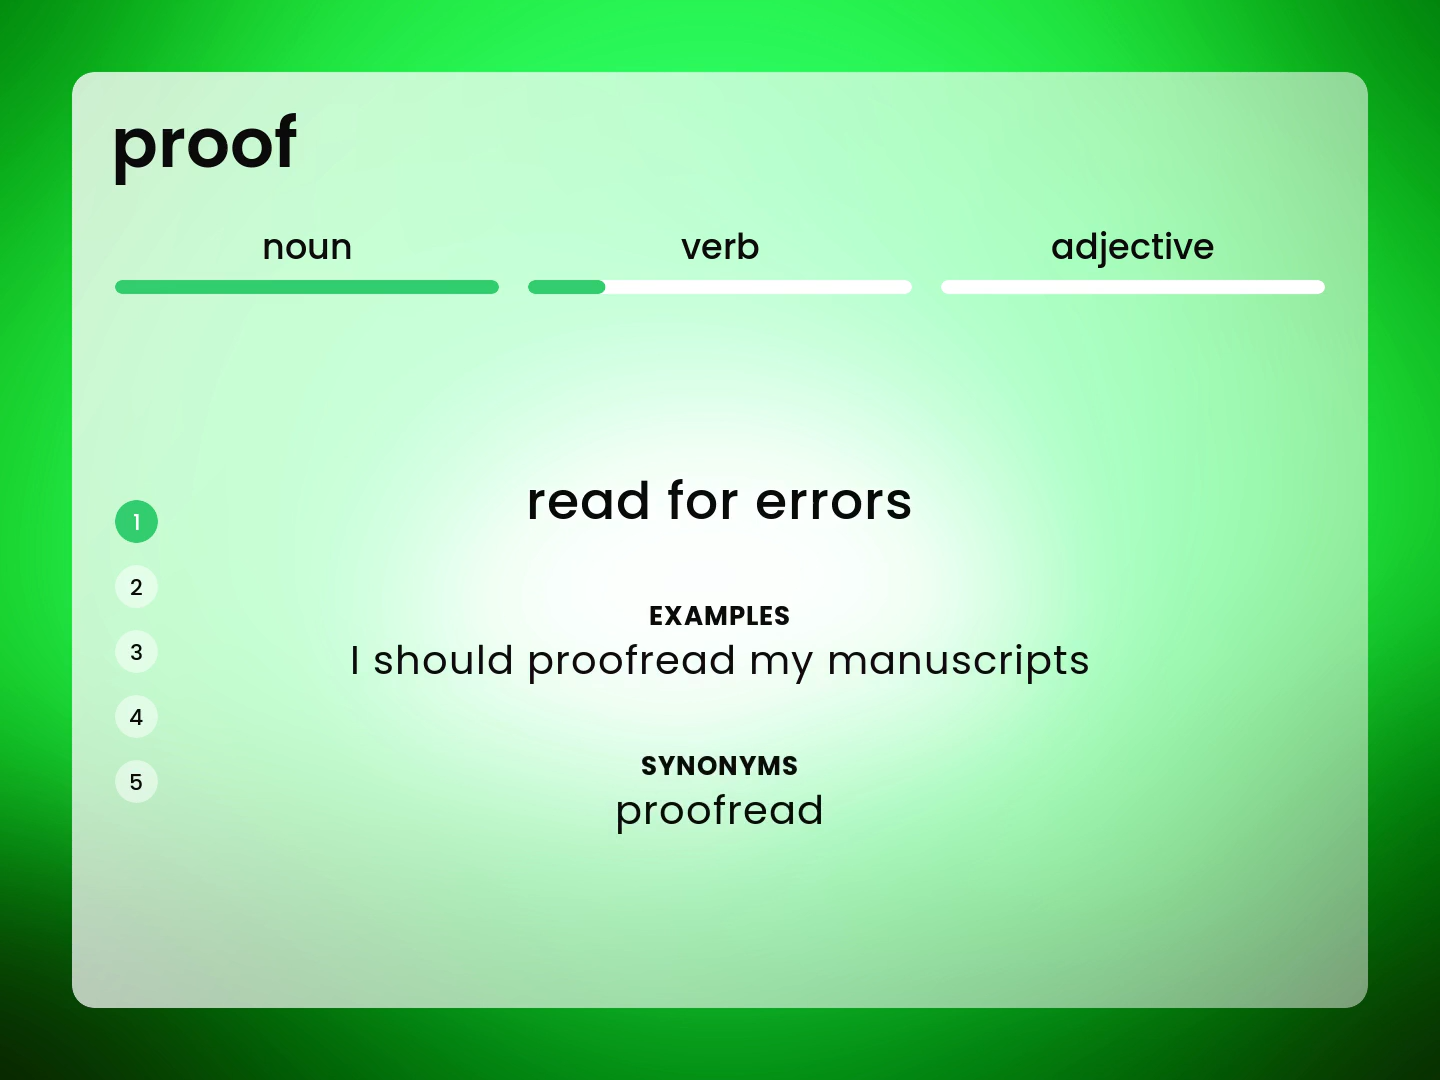 proof
noun
verb
adjective
read for errors
1
2
3
4
5
EXAMPLES
I should proofread my manuscripts
SYNONYMS
proofread